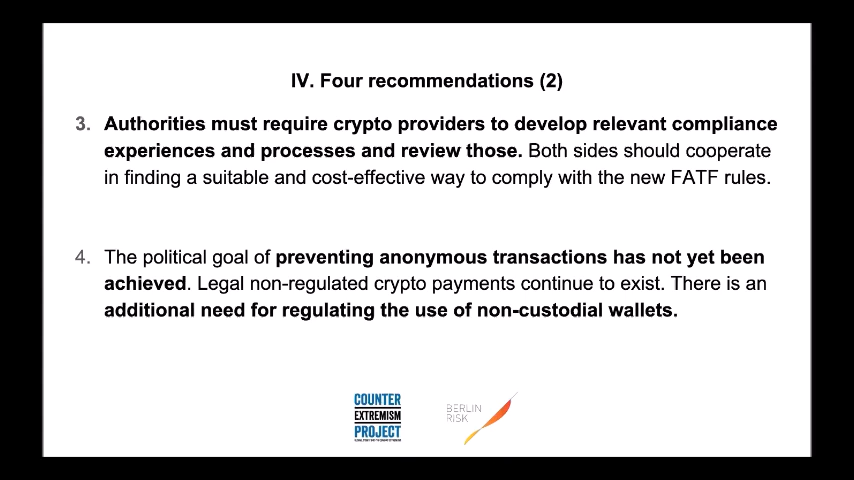 IV. Four recommendations (2)
3. Authorities must require crypto providers to develop relevant compliance
experiences and processes and review those. Both sides should cooperate
in finding a suitable and cost-effective way to comply with the new FATF rules.
4. The political goal of preventing anonymous transactions has not yet been
achieved. Legal non-regulated crypto payments continue to exist. There is an
additional need for regulating the use of non-custodial wallets.
COUNTER
EXTREMISM
PROJECT
BERLIN
RISK